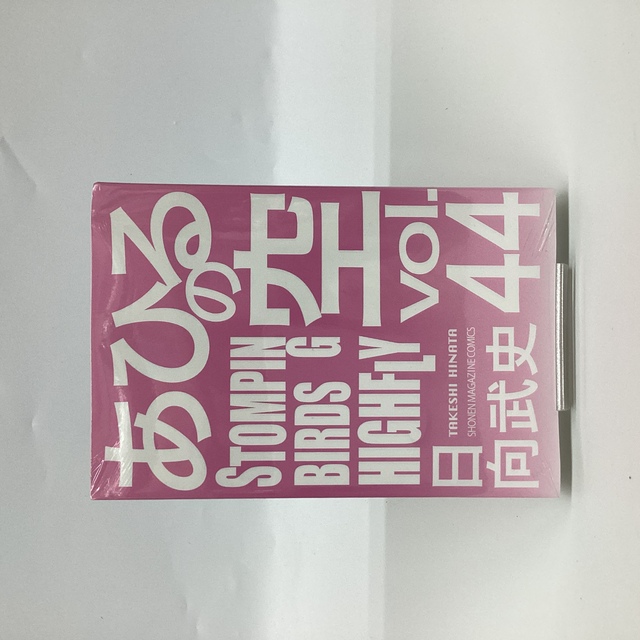 あひるの空
STOMPIN
BIRDS G
HIGHFLY
vol.
44
TAKESHI HINATA
SHONEN MAGAZINE COMICS
日向武史